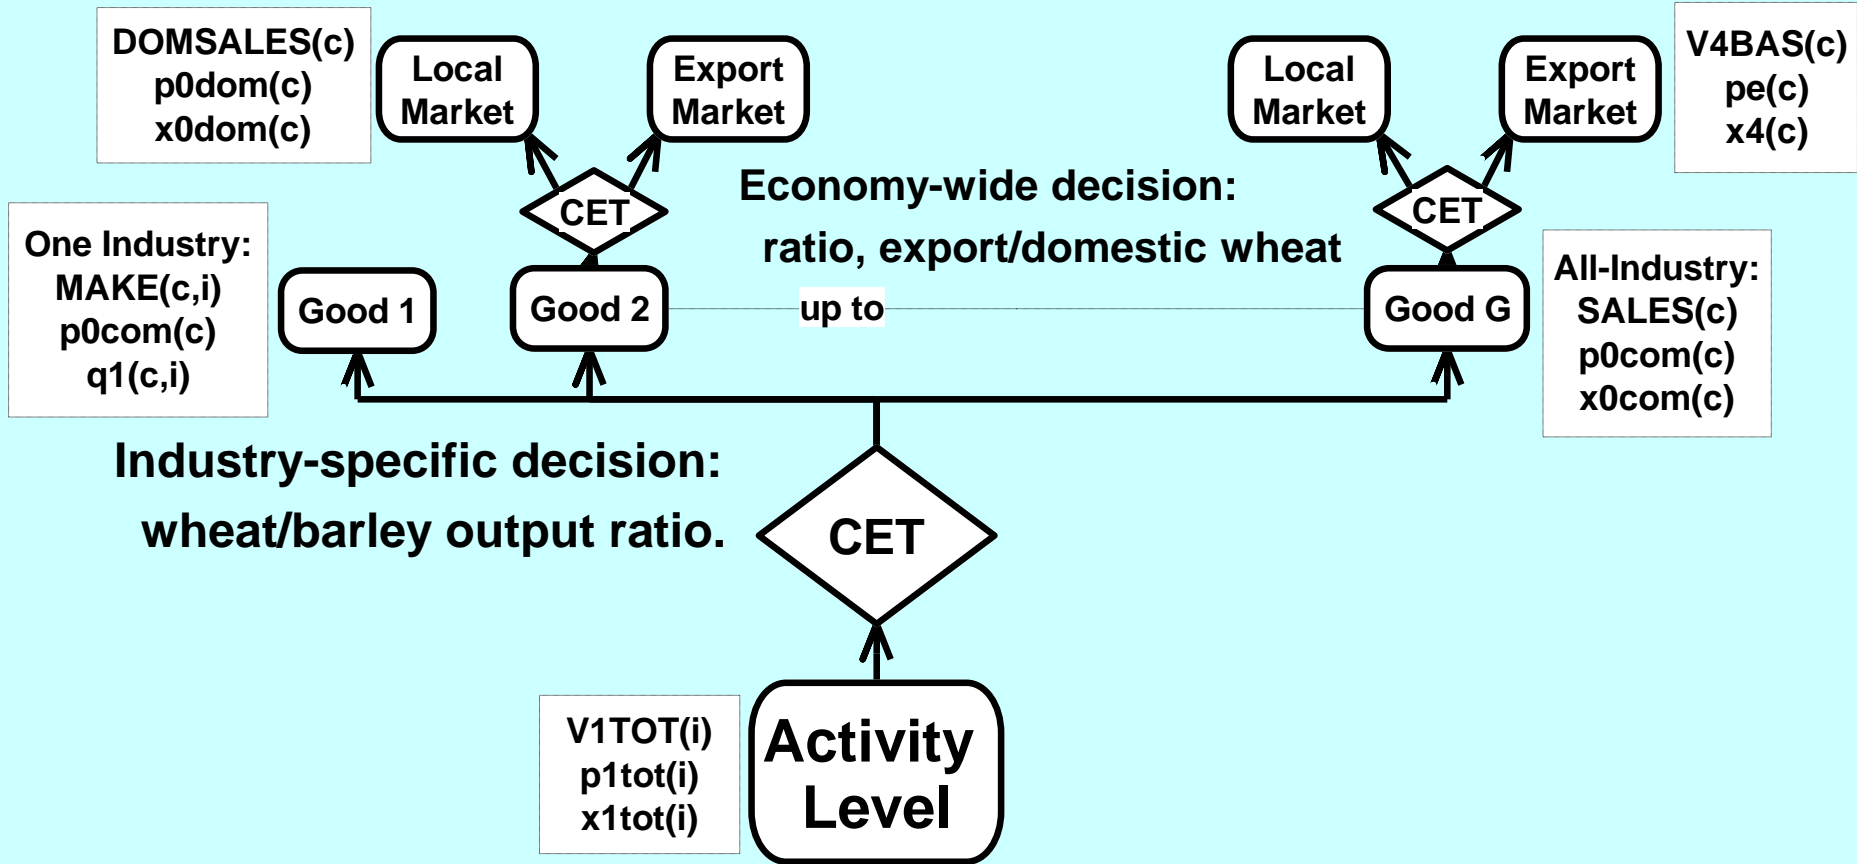 DOMSALES(c)
p0dom(c)
x0dom(c)
Local
Market
Export
Market
Local
Market
Export
Market
V4BAS(c)
pe(c)
x4(c)
CET
Economy-wide decision:
ratio, export/domestic wheat
CET
One Industry:
MAKE(c,i)
p0com(c)
q1(c,i)
Good 1
Good 2
up to
Good G
All-Industry:
SALES(c)
p0com(c)
x0com(c)
Industry-specific decision:
wheat/barley output ratio.
CET
V1TOT(i)
p1tot(i)
x1tot(i)
Activity
Level